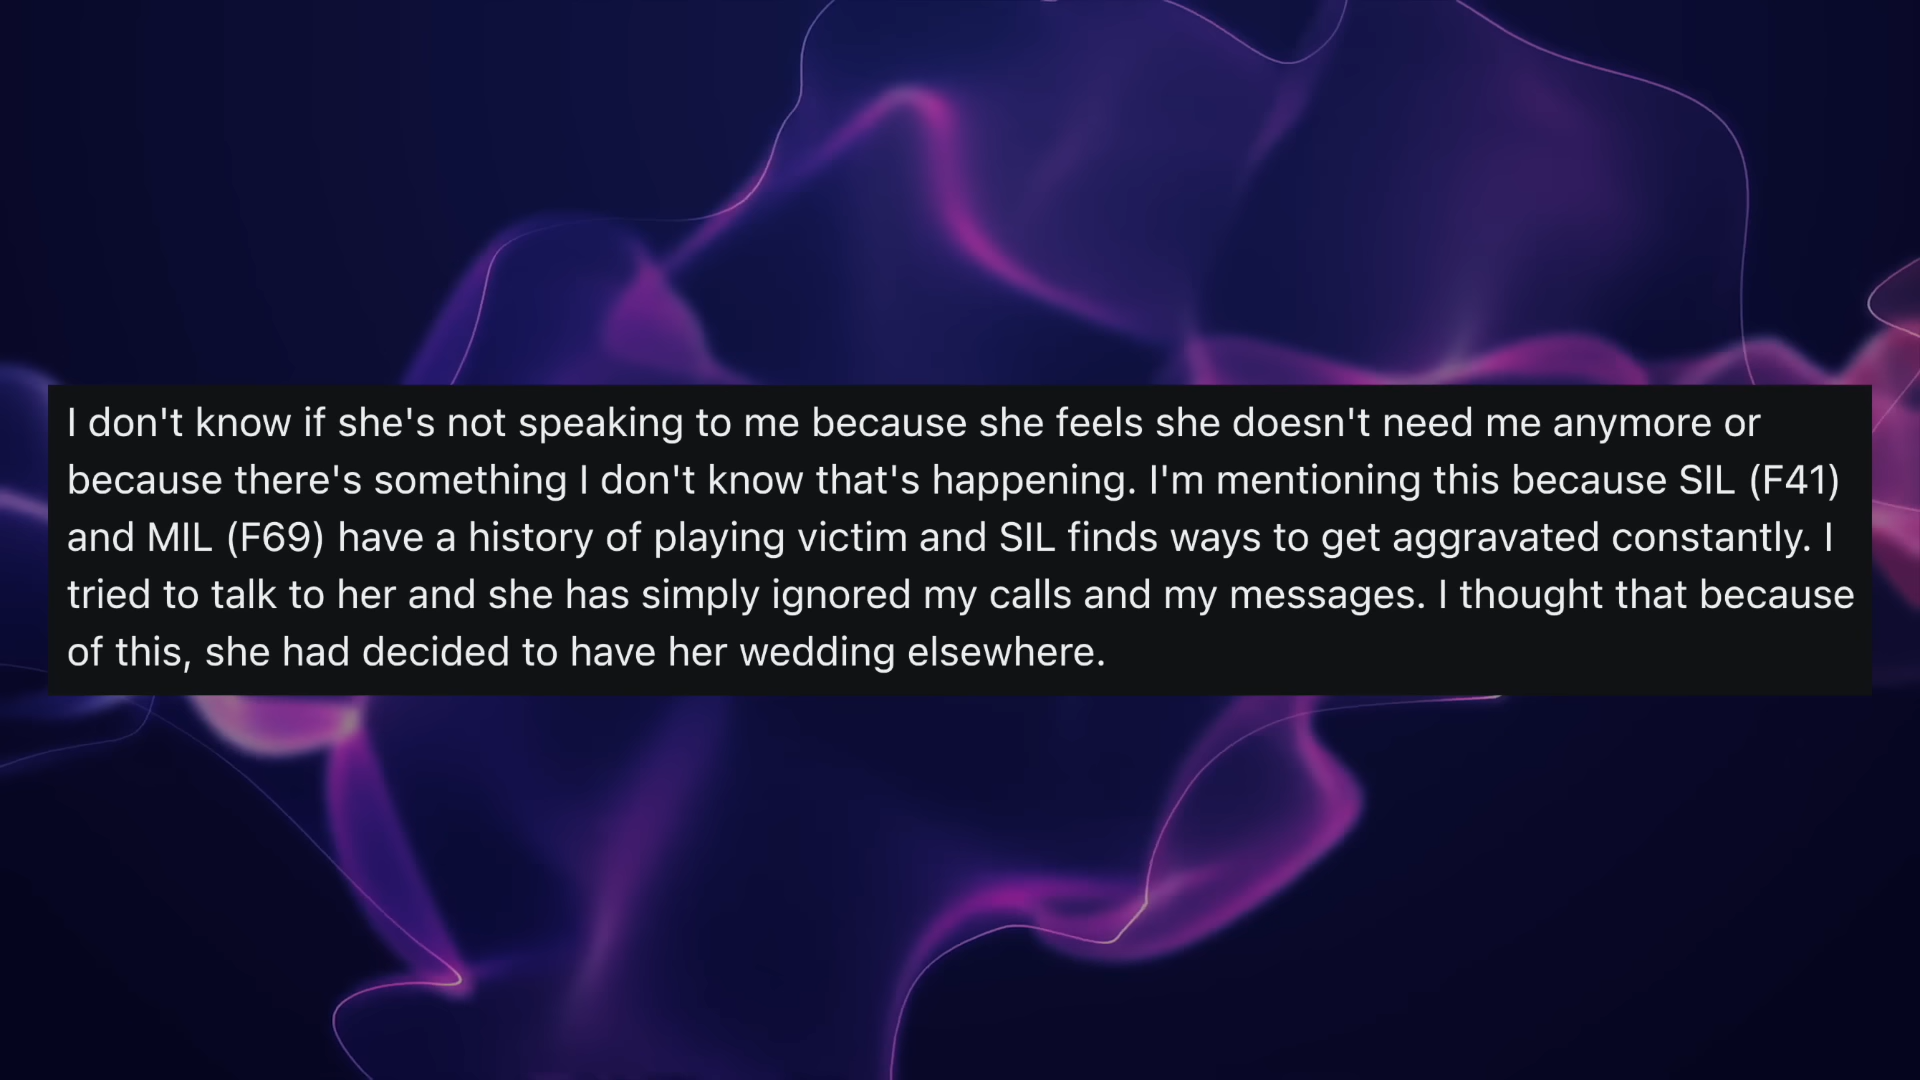 I don't know if she's not speaking to me because she feels she doesn't need me anymore or
because there's something I don't know that's happening. I'm mentioning this because SIL (F41)
and MIL (F69) have a history of playing victim and SIL finds ways to get aggravated constantly. I
tried to talk to her and she has simply ignored my calls and my messages. I thought that because
of this, she had decided to have her wedding elsewhere.